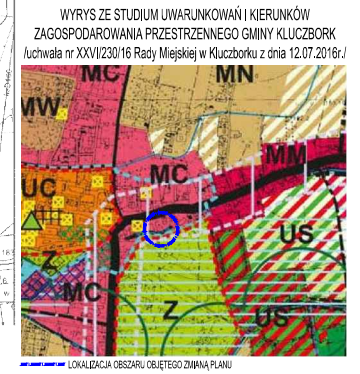 WYRYS ZE STUDIUM UWARUNKOWAŃ I KIERUNKÓW
ZAGOSPODAROWANIA PRZESTRZENNEGO GMINY KLUCZBORK
/uchwała nr XXVI/230/16 Rady Miejskiej w Kluczborku z dnia 12.07.2016r./
MC
MN
MW
MM
MC
UC
US
Z
MC
Z
US
LOKALIZACJA OBSZARU OBJĘTEGO ZMIANĄ PLANU